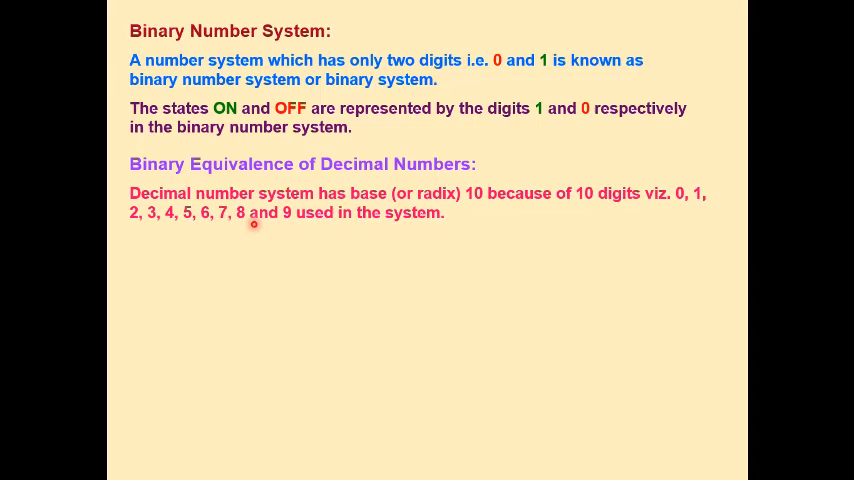 Binary Number System:
A number system which has only two digits i.e. 0 and 1 is known as
binary number system or binary system.
The states ON and OFF are represented by the digits 1 and 0 respectively
in the binary number system.
Binary Equivalence of Decimal Numbers:
Decimal number system has base (or radix) 10 because of 10 digits viz. 0, 1,
2, 3, 4, 5, 6, 7, 8 and 9 used in the system.